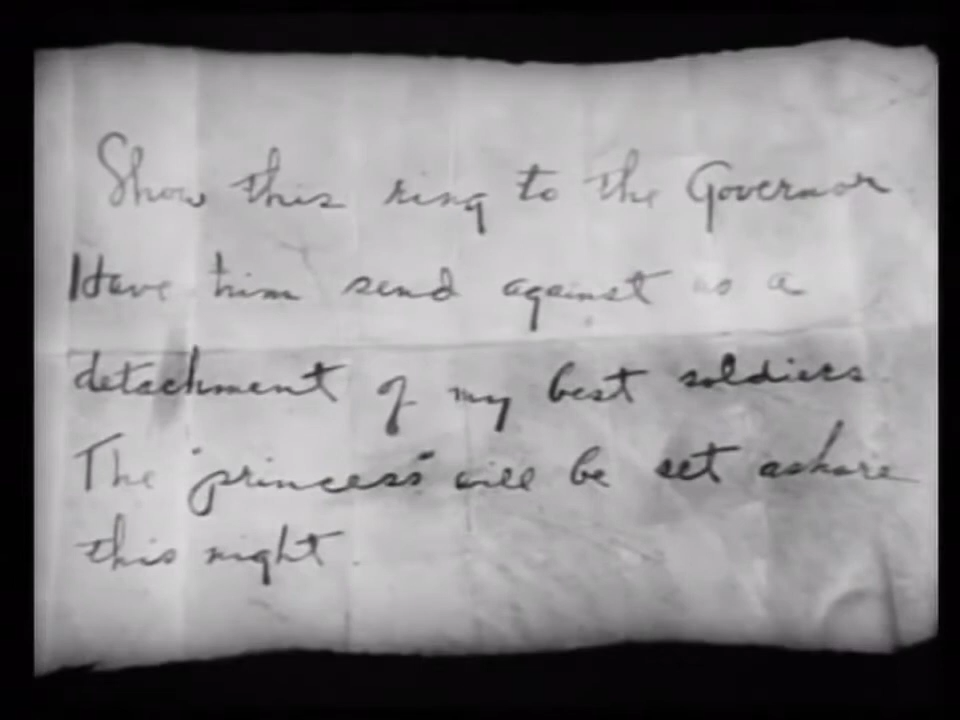 Show this ring to the Governor
Have him send against us a
detachment of my best soldiers.
The "princess" will be set ashore
this night.